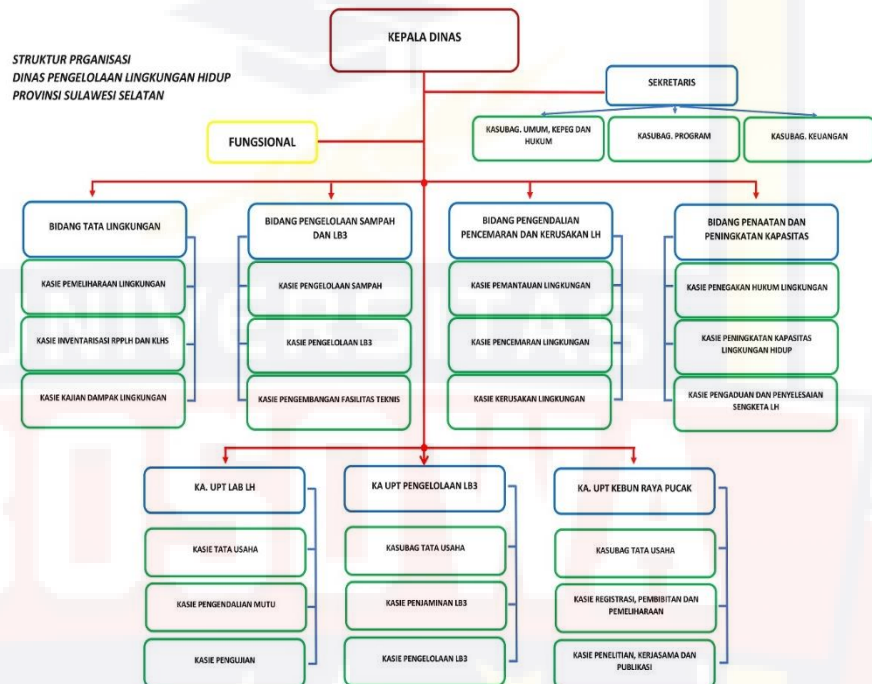 STRUKTUR PRGANISASI
DINAS PENGELOLAAN LINGKUNGAN HIDUP
PROVINSI SULAWESI SELATAN
KEPALA DINAS
SEKRETARIS
KASUBAG. UMUM, KEPEG DAN
HUKUM
KASUBAG. PROGRAM
KASUBAG. KEUANGAN
FUNGSIONAL
BIDANG TATA LINGKUNGAN
KASIE PEMELIHARAAN LINGKUNGAN
KASIE INVENTARISASI RPPLH DAN KLHS
KASIE KAJIAN DAMPAK LINGKUNGAN
BIDANG PENGELOLAAN SAMPAH
DAN LB3
KASIE PENGELOLAAN SAMPAH
KASIE PENGELOLAAN LB3
KASIE PENGEMBANGAN FASILITAS TEKNIS
BIDANG PENGENDALIAN
PENCEMARAN DAN KERUSAKAN LH
KASIE PEMANTAUAN LINGKUNGAN
KASIE PENCEMARAN LINGKUNGAN
KASIE KERUSAKAN LINGKUNGAN
BIDANG PENAATAN DAN
PENINGKATAN KAPASITAS
KASIE PENEGAKAN HUKUM LINGKUNGAN
KASIE PENINGKATAN KAPASITAS
LINGKUNGAN HIDUP
KASIE PENGADUAN DAN PENYELESAIAN
SENGKETA LH
KA. UPT LAB LH
KASIE TATA USAHA
KASIE PENGENDALIAN MUTU
KASIE PENGUJIAN
KA UPT PENGELOLAAN LB3
KASUBAG TATA USAHA
KASIE PENJAMINAN LB3
KASIE PENGELOLAAN LB3
KA. UPT KEBUN RAYA PUCAK
KASUBAG TATA USAHA
KASIE REGISTRASI, PEMBIBITAN DAN
PEMELIHARAAN
KASIE PENELITIAN, KERJASAMA DAN
PUBLIKASI
UNIVERSITAS
BOSOWA